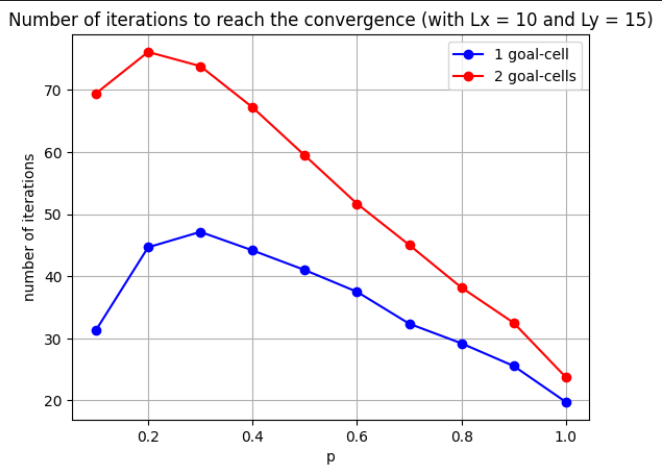 Number of iterations to reach the convergence (with Lx = 10 and Ly = 15)
1 goal-cell
2 goal-cells
number of iterations
70
60
50
40
30
20
0.2 0.4 0.6 0.8 1.0
p